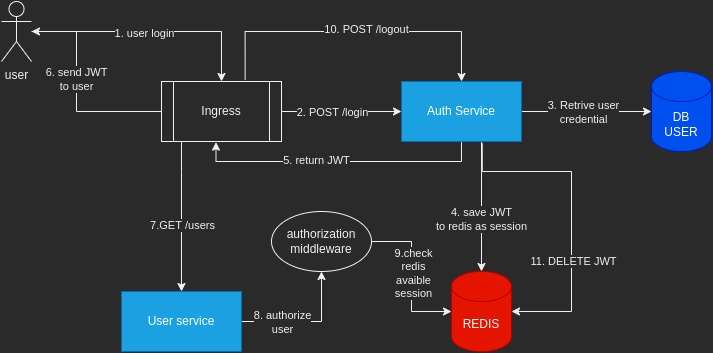 10. POST /logout
1. user login
user
6. send JWT
to user
Ingress
2. POST /login
Auth Service
3. Retrive user
credential
DB
USER
5. return JWT
7.GET /users
4. save JWT
to redis as session
authorization
middleware
9.check
redis
avaible
session
11. DELETE JWT
User service
8. authorize
user
REDIS